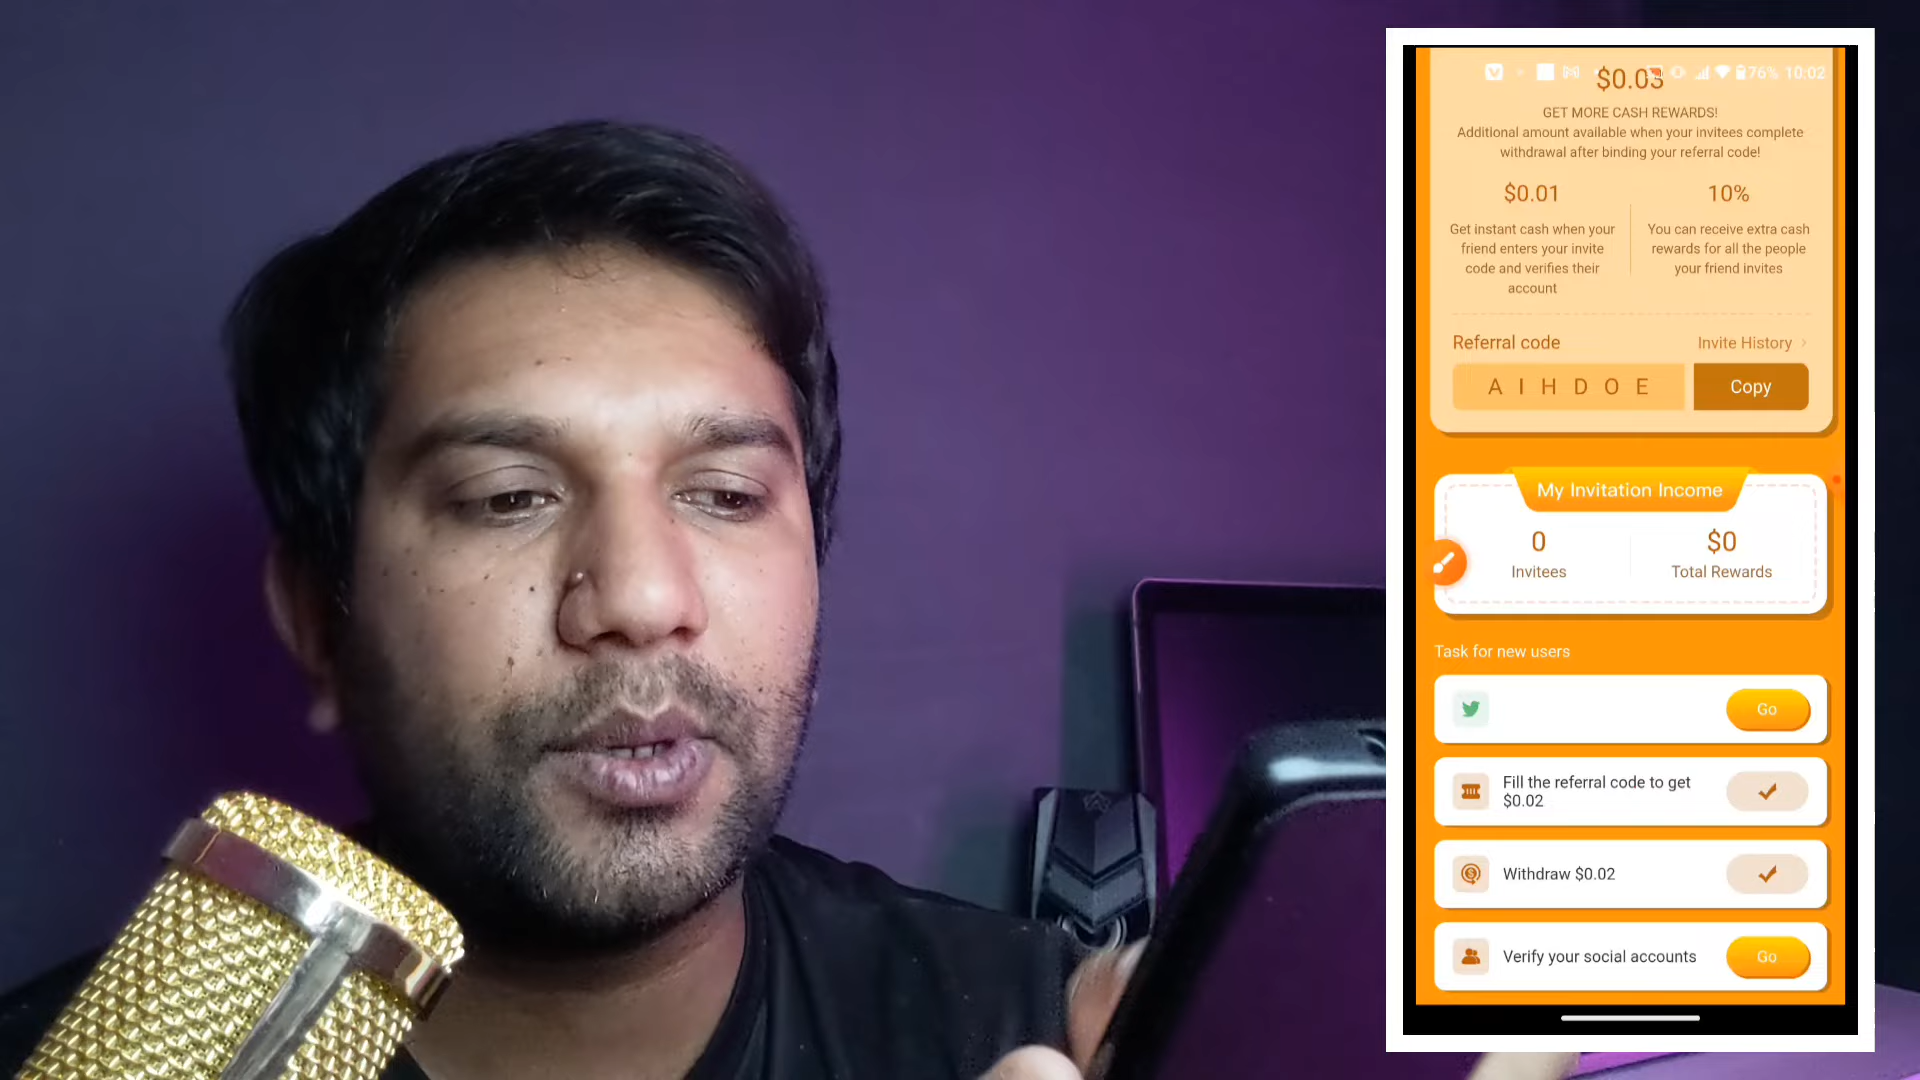 76% 10:02
$0.03
GET MORE CASH REWARDS!
Additional amount available when your invitees complete
withdrawal after binding your referral code!
$0.01
10%
Get instant cash when your
friend enters your invite
code and verifies their
account
You can receive extra cash
rewards for all the people
your friend invites
Referral code
Invite History
A I H D O E
Copy
My Invitation Income
0
Invitees
$0
Total Rewards
Task for new users
Go
Fill the referral code to get
$0.02
Withdraw $0.02
Verify your social accounts
Go